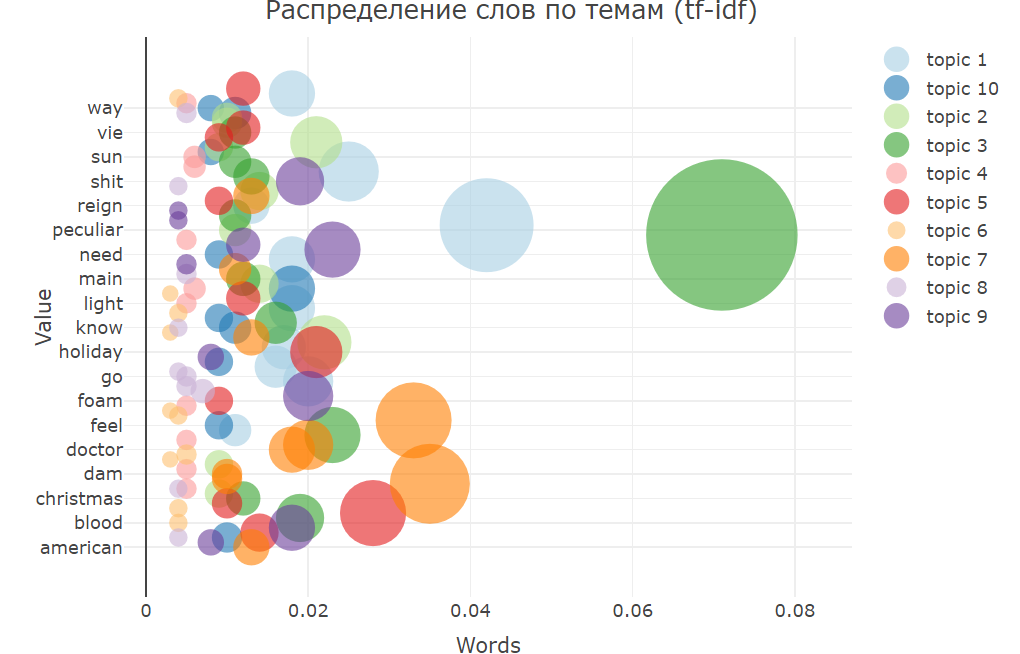 Распределение слов по темам (tf-idf)
way
vie
sun
shit
reign
peculiar
need
main
light
know
holiday
go
foam
feel
doctor
dam
christmas
blood
american
Value
0 0.02 0.04 0.06 0.08
Words
topic 1
topic 10
topic 2
topic 3
topic 4
topic 5
topic 6
topic 7
topic 8
topic 9